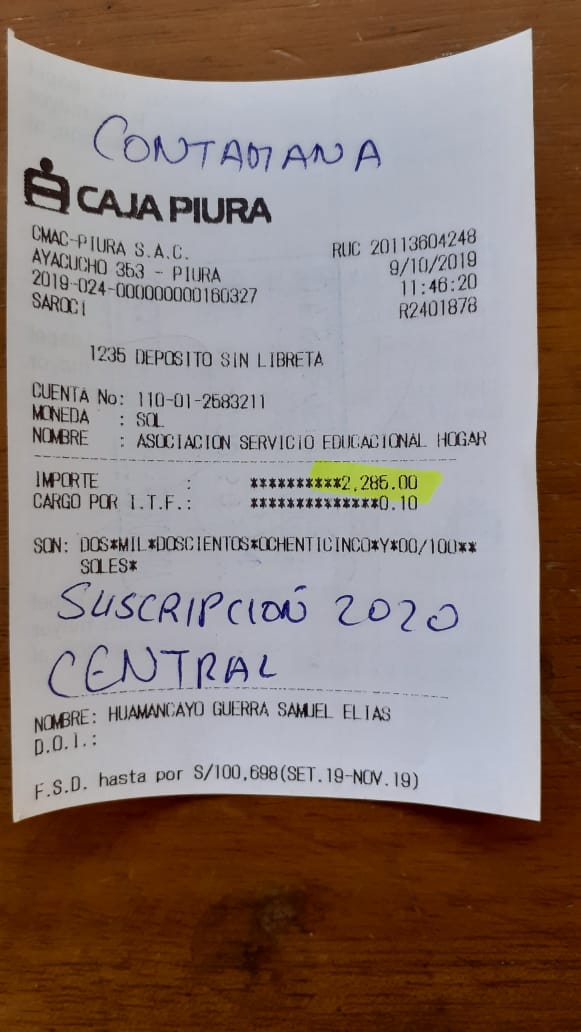 CONTAMANA
CAJA PIURA
CMAC-PIURA S.A.C.
RUC 20113604248
AYACUCHO 353 - PIURA
9/10/2019
2019-024-000000000160327
11:46:20
SAROCI
R2401878
1235 DEPOSITO SIN LIBRETA
CUENTA No: 110-01-2583211
MONEDA : SOL
NOMBRE : ASOCIACION SERVICIO EDUCACIONAL HOGAR
IMPORTE : **********2,285.00
CARGO POR I.T.F.: **************0.10
SON: DOS*MIL*DOSCIENTOS*OCHENTICINCO*Y*00/100**
SOLES*
SUSCRIPCION 2020
CENTRAL
NOMBRE: HUAMANCAYO GUERRA SAMUEL ELIAS
D.O.I.:
F.S.D. hasta por S/100,698(SET.19-NOV.19)